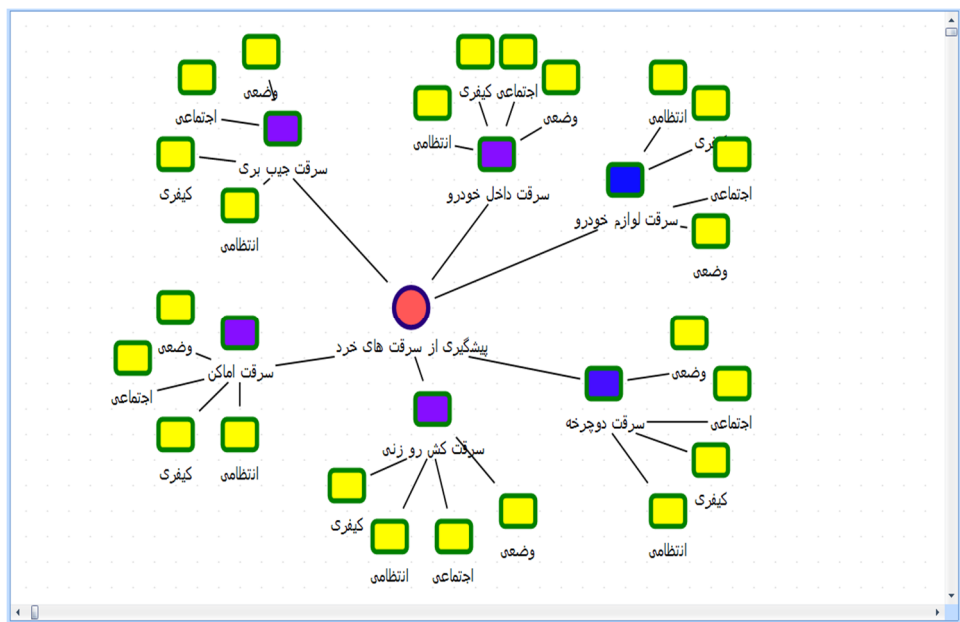 وضعی
اجتماعی
کیفری
انتظامی
سرقت جیب بری
کیفری
اجتماعی
وضعی
انتظامی
سرقت داخل خودرو
انتظامی
اجتماعی
وضعی
سرقت لوازم خودرو
پیشگیری از سرقت های خرد
وضعی
اجتماعی
کیفری
انتظامی
سرقت اماکن
سرقت کش رو زنی
کیفری
انتظامی
اجتماعی
وضعی
وضعی
اجتماعی
سرقت دوچرخه
کیفری
انتظامی